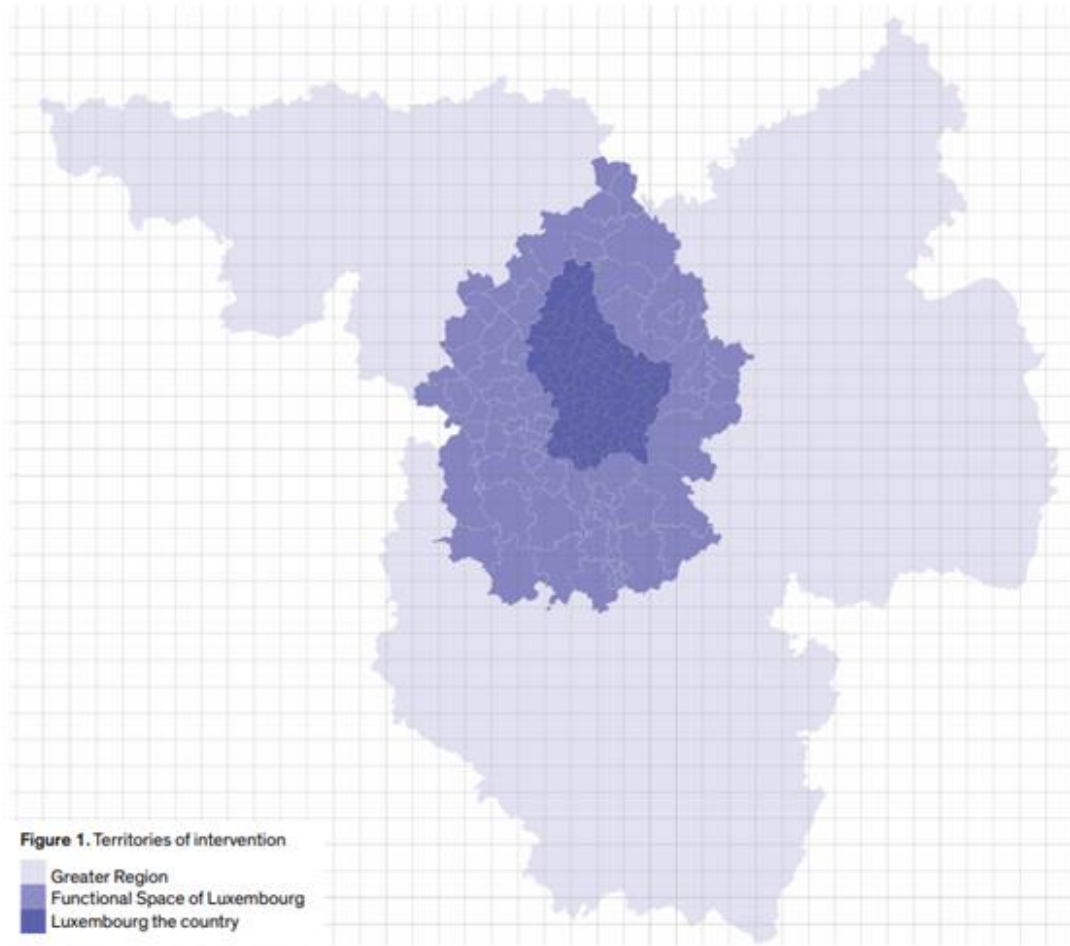 Figure 1. Territories of intervention
Greater Region
Functional Space of Luxembourg
Luxembourg the country